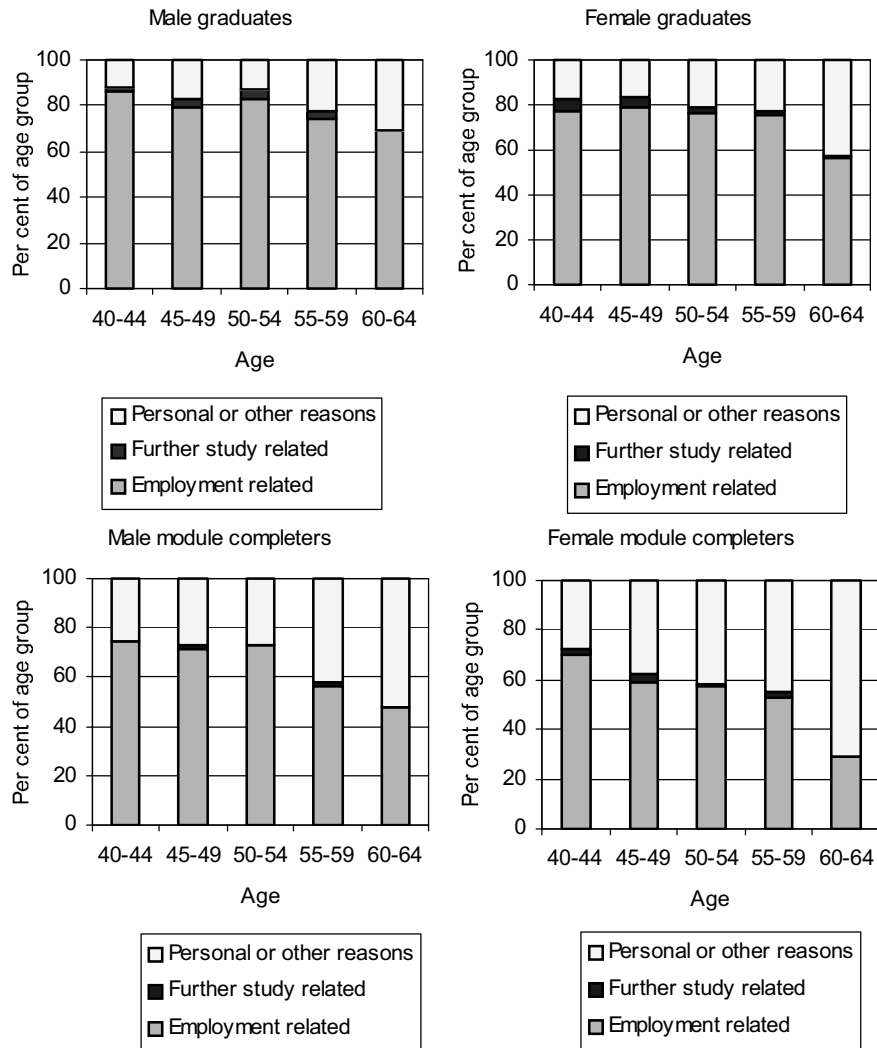 Male graduates
Per cent of age group
100
80
60
40
20
0
40-44 45-49 50-54 55-59 60-64
Age
Personal or other reasons
Further study related
Employment related
Female graduates
Per cent of age group
100
80
60
40
20
0
40-44 45-49 50-54 55-59 60-64
Age
Personal or other reasons
Further study related
Employment related
Male module completers
Per cent of age group
100
80
60
40
20
0
40-44 45-49 50-54 55-59 60-64
Age
Personal or other reasons
Further study related
Employment related
Female module completers
Per cent of age group
100
80
60
40
20
0
40-44 45-49 50-54 55-59 60-64
Age
Personal or other reasons
Further study related
Employment related